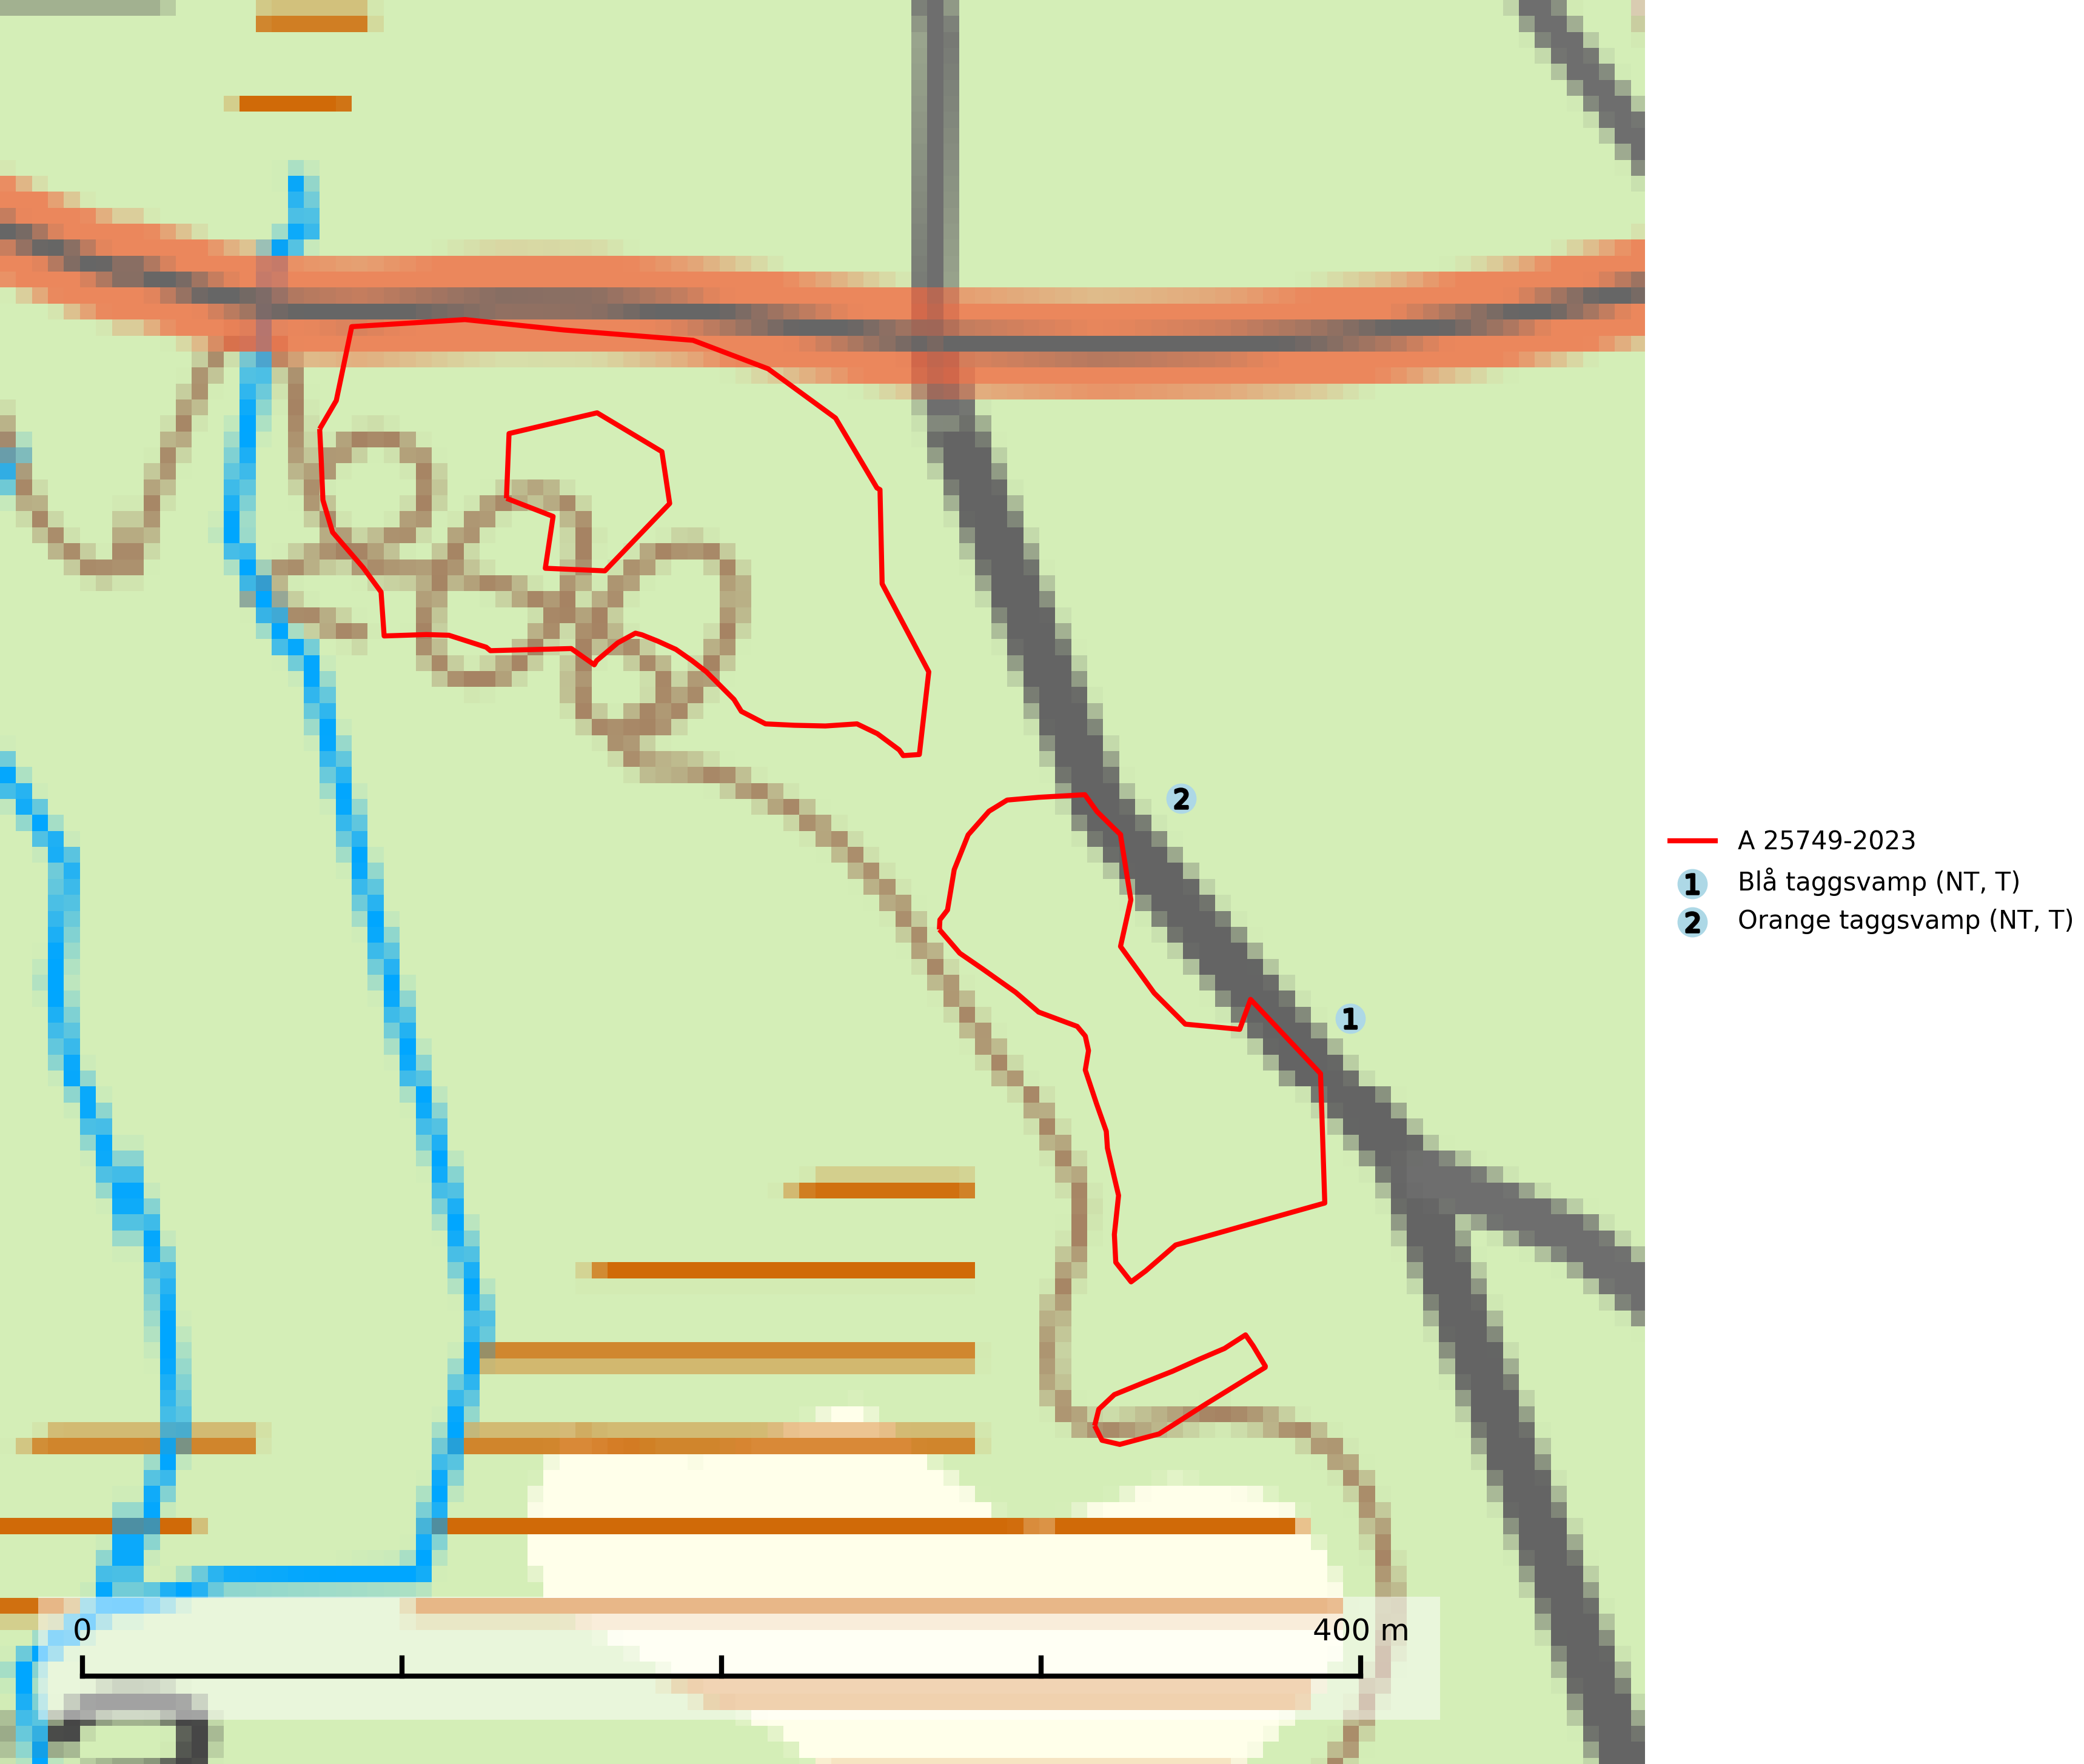 2
1
A 25749-2023
1 Blå taggsvamp (NT, T)
2 Orange taggsvamp (NT, T)
0 400 m